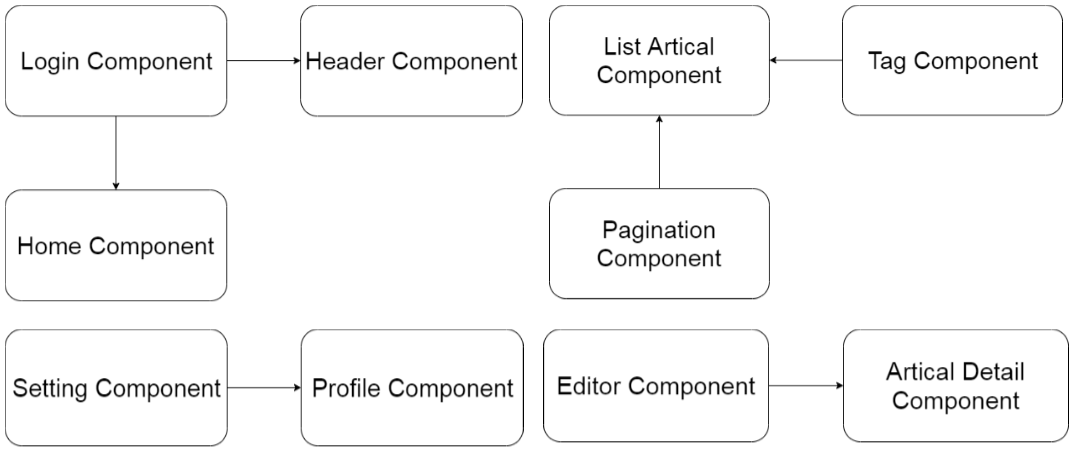 Login Component
Header Component
List Artical
Component
Tag Component
Home Component
Pagination
Component
Setting Component
Profile Component
Editor Component
Artical Detail
Component